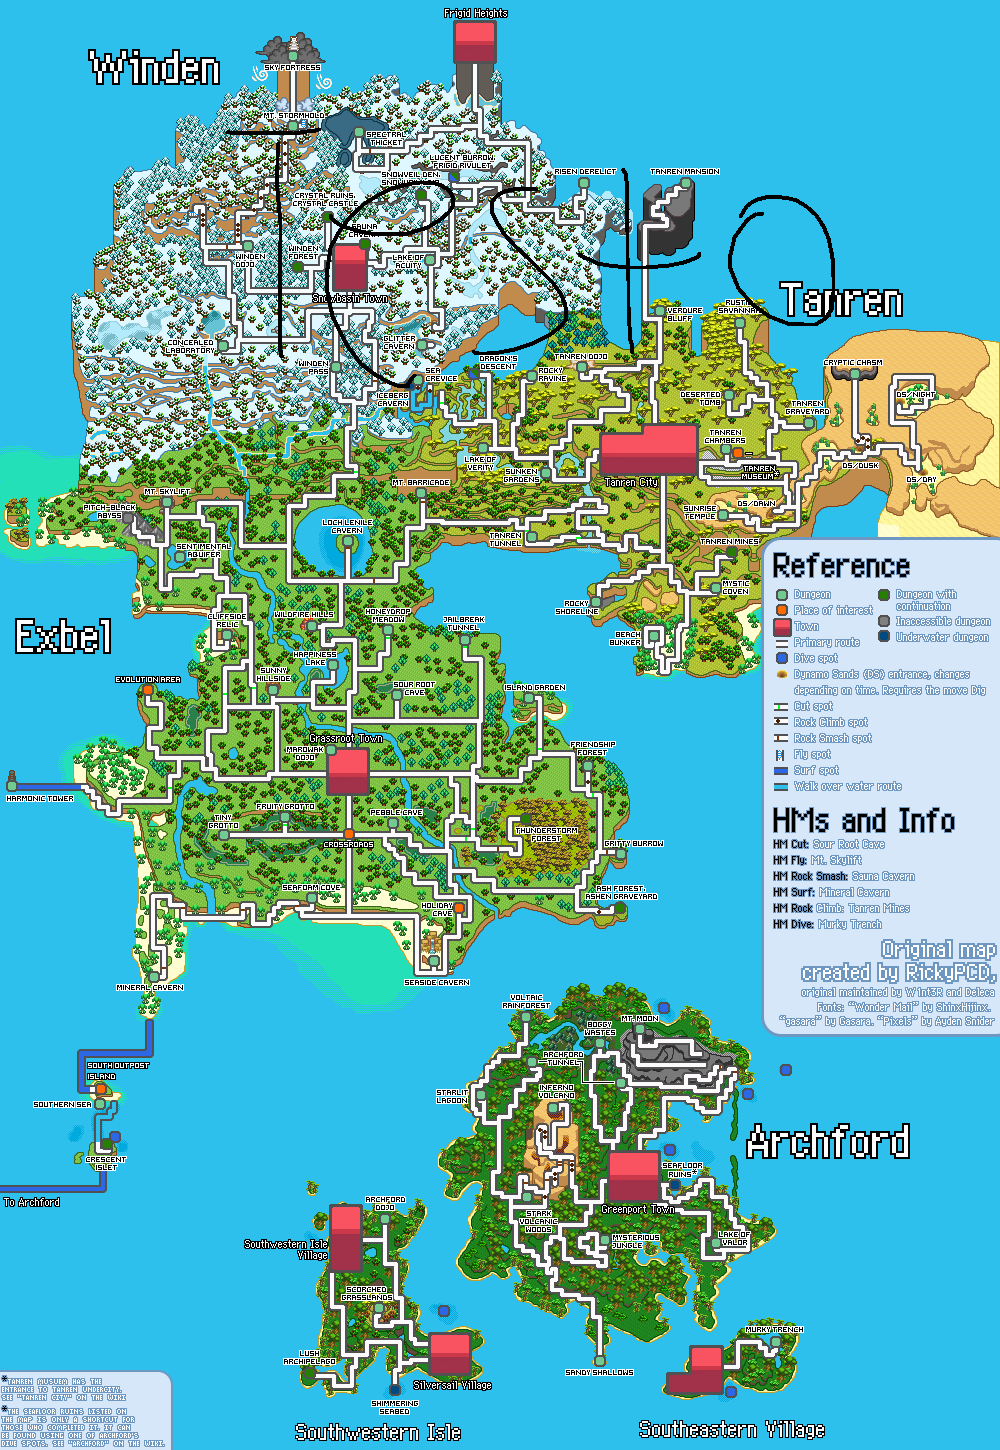 Frigid Heights
Winden
SKY FORTRESS
MT. STORMHOLD
SPECTRAL
THICKET
LUCENT BURROW,
FRIGID RIVULET
SNOWVEIL DEN,
RISEN DERELICT
TANREN MANSION
CRYSTAL RUINS,
CRYSTAL CASTLE
SAUNA
CAVERN
WINDEN
DOJO
WINDEN
FOREST
LAKE OF
ACUITY
Snowbasin Town
Tanren
RUSTIC
SAVANNAH
VERDURE
BLUFF
CONCEALED
LABORATORY
GLITTER
CAVERN
WINDEN
PASS
SEA
CREVICE
DRAGON'S
DESCENT
TANREN DOJO
ROCKY
RAVINE
CRYPTIC CHASM
ICEBERG
CAVERN
DESERTED
TOMB
TANREN
GRAVEYARD
DS/NIGHT
TANREN
CHAMBERS
LAKE OF
VERITY
SUNKEN
GARDENS
TANREN
MUSEUM*
DS/DUSK
DS/DAY
Tanren City
MT. SKYLIFT
MT. BARRICADE
PITCH-BLACK
ABYSS
DS/DAWN
SUNRISE
TEMPLE
LOCH LENILE
CAVERN
TANREN
TUNNEL
TANREN MINES
SENTIMENTAL
AQUIFER
MYSTIC
COVEN
ROCKY
SHORELINE
CLIFFSIDE
RELIC
WILDFIRE HILLS
HONEYDROP
MEADOW
JAILBREAK
TUNNEL
BEACH
BUNKER
Exbel
HAPPINESS
LAKE
SUNNY
HILLSIDE
EVOLUTION AREA
SOUR ROOT
CAVE
ISLAND GARDEN
Grassroot Town
MAROWAK
DOJO
FRIENDSHIP
FOREST
HARMONIC TOWER
FRUITY GROTTO
TINY
GROTTO
PEBBLE CAVE
THUNDERSTORM
FOREST
CROSSROADS
GRITTY BURROW
SEAFOAM COVE
ASH FOREST,
ASHEN GRAVEYARD
HOLIDAY
CAVE
MINERAL CAVERN
SEASIDE CAVERN
Reference
Dungeon
Place of interest
Town
Primary route
Dive spot
Dynamo Sands (DS) entrance, changes
depending on time. Requires the move Dig
Cut spot
Rock Climb spot
Rock Smash spot
Fly spot
Surf spot
Walk over water route
Dungeon with
continuation
Inaccessible dungeon
Underwater dungeon
HMs and Info
HM Cut: Sour Root Cave
HM Fly: Mt. Skylift
HM Rock Smash: Sauna Cavern
HM Surf: Mineral Cavern
HM Rock Climb: Tanren Mines
HM Dive: Murky Trench
Original map
created by RickyPCD,
original maintained by W1nt3R and Deleca
Fonts: "Wonder Mail" by ShinxHijinx.
"gasara" by Gasara. "Pixels" by Ayden Snider
SOUTH OUTPOST
ISLAND
SOUTHERN SEA
CRESCENT
ISLET
To Archford
VOLTAIC
RAINFOREST
BOGGY
WASTES
MT. MOON
ARCHFORD
TUNNEL
STARLIT
LAGOON
INFERNO
VOLCANO
Archford
SEAFLOOR
RUINS*
Greenport Town
STARK
VOLCANIC
WOODS
MYSTERIOUS
JUNGLE
LAKE OF
VALOR
ARCHFORD
DOJO
Southwestern Isle
Village
SCORCHED
GRASSLANDS
LUSH
ARCHIPELAGO
Silversail Village
SHIMMERING
SEABED
SANDY SHALLOWS
MURKY TRENCH
Southwestern Isle
Southeastern Village
*TANREN MUSUEM HAS THE
ENTRANCE TO TANREN UNDERCITY.
SEE "TANREN CITY" ON THE WIKI
*THE SEAFLOOR RUINS LISTED ON
THE MAP IS ONLY A SHORTCUT FOR
THOSE WHO COMPLETED IT. IT CAN
BE FOUND USING ONE OF ARCHFORD'S
DIVE SPOTS. SEE "ARCHFORD" ON THE WIKI.